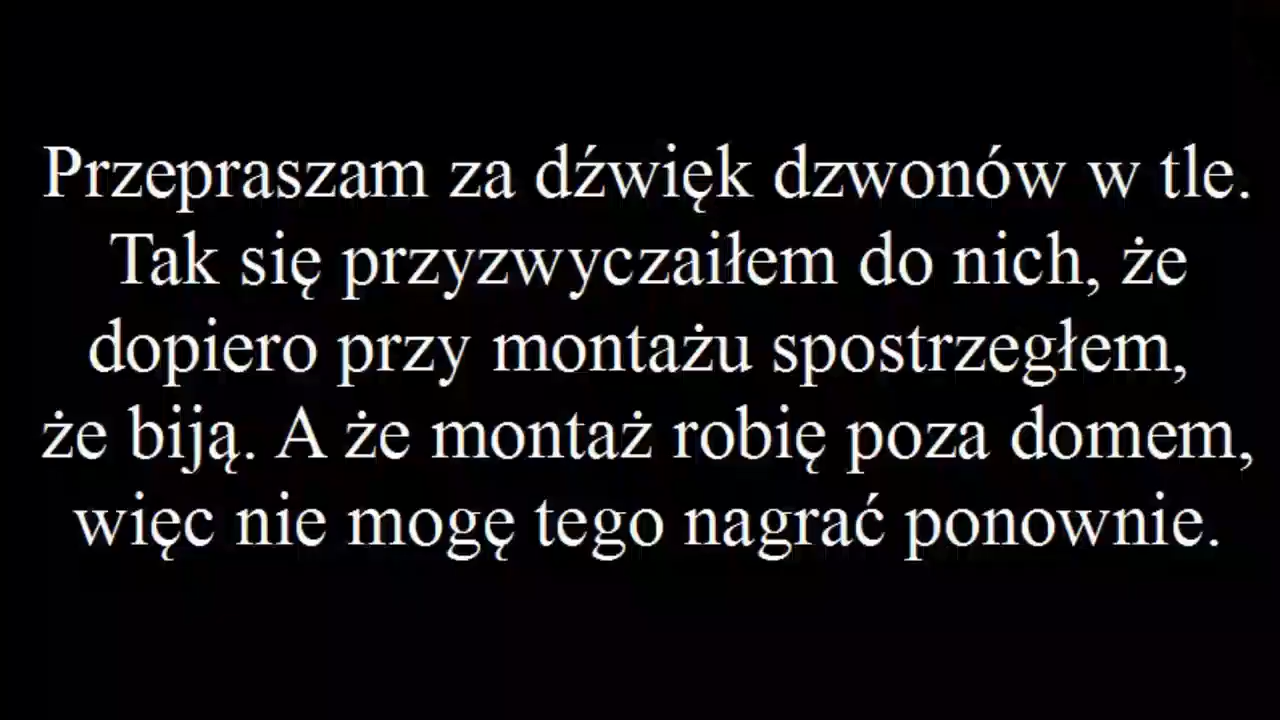 Przepraszam za dźwięk dzwonów w tle.
Tak się przyzwyczaiłem do nich, że
dopiero przy montażu spostrzegłem,
że biją. A że montaż robię poza domem,
więc nie mogę tego nagrać ponownie.